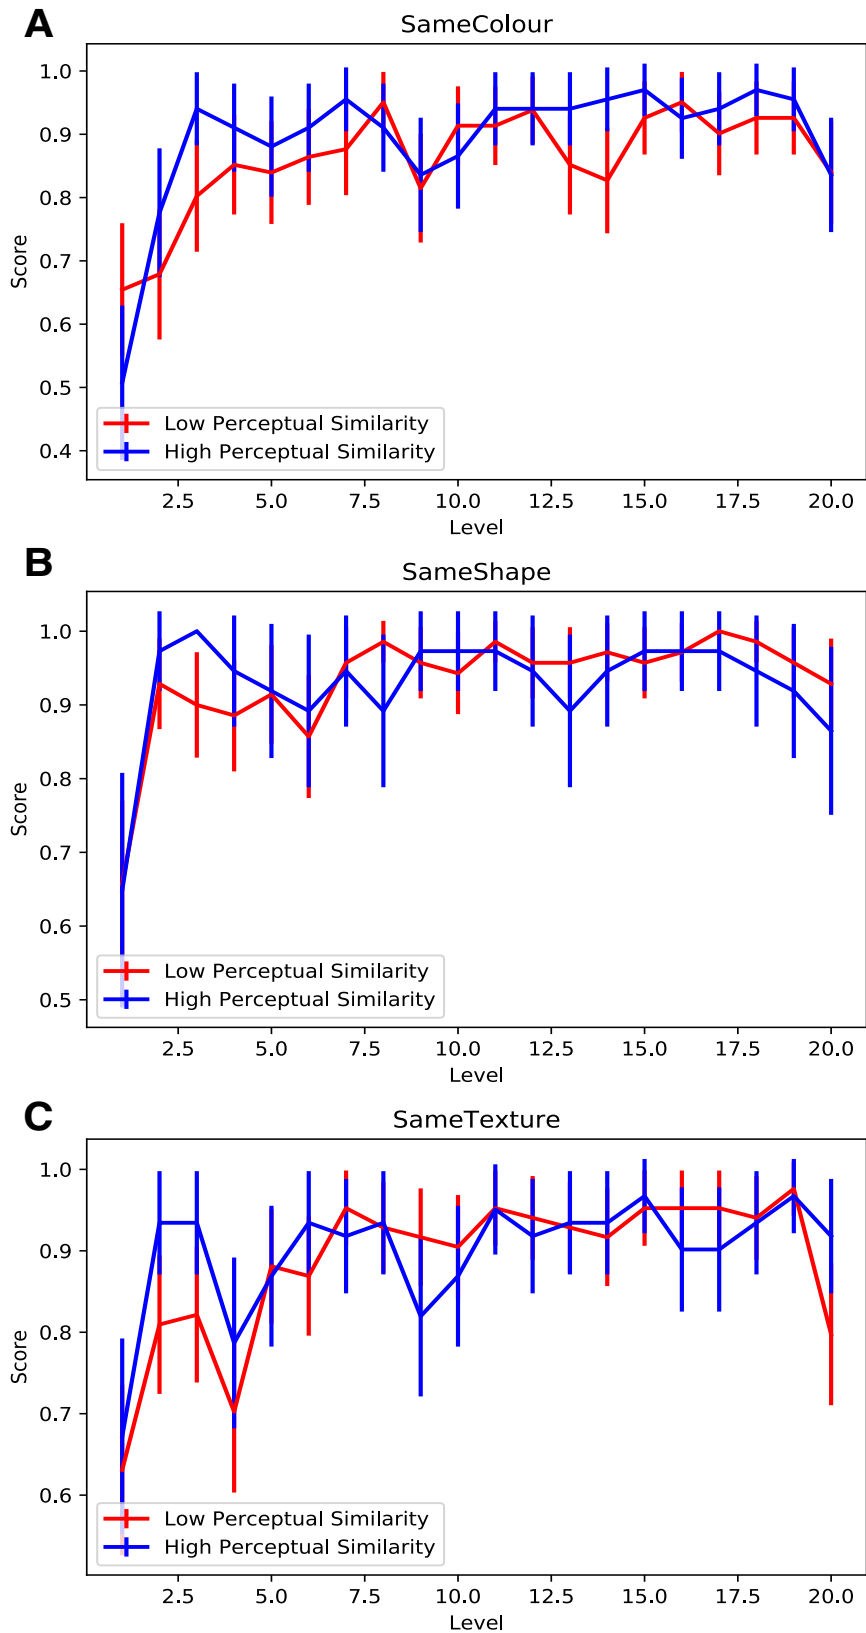 A
SameColour
1.0
0.9
0.8
0.7
0.6
0.5
0.4
Score
Low Perceptual Similarity
High Perceptual Similarity
2.5 5.0 7.5 10.0 12.5 15.0 17.5 20.0
Level
B
SameShape
1.0
0.9
0.8
0.7
0.6
0.5
Score
Low Perceptual Similarity
High Perceptual Similarity
2.5 5.0 7.5 10.0 12.5 15.0 17.5 20.0
Level
C
SameTexture
1.0
0.9
0.8
0.7
0.6
Score
Low Perceptual Similarity
High Perceptual Similarity
2.5 5.0 7.5 10.0 12.5 15.0 17.5 20.0
Level